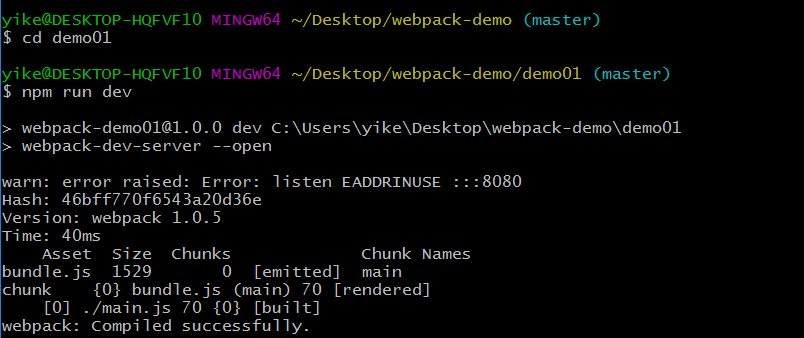 yike@DESKTOP-HQFVF10 MINGW64 ~/Desktop/webpack-demo (master)
$ cd demo01
yike@DESKTOP-HQFVF10 MINGW64 ~/Desktop/webpack-demo/demo01 (master)
$ npm run dev
> webpack-demo01@1.0.0 dev C:\Users\yike\Desktop\webpack-demo\demo01
> webpack-dev-server --open
warn: error raised: Error: listen EADDRINUSE :::8080
Hash: 46bff770f6543a20d36e
Version: webpack 1.0.5
Time: 40ms
    Asset  Size  Chunks             Chunk Names
bundle.js  1529       0  [emitted]  main
chunk    {0} bundle.js (main) 70 [rendered]
    [0] ./main.js 70 {0} [built]
webpack: Compiled successfully.